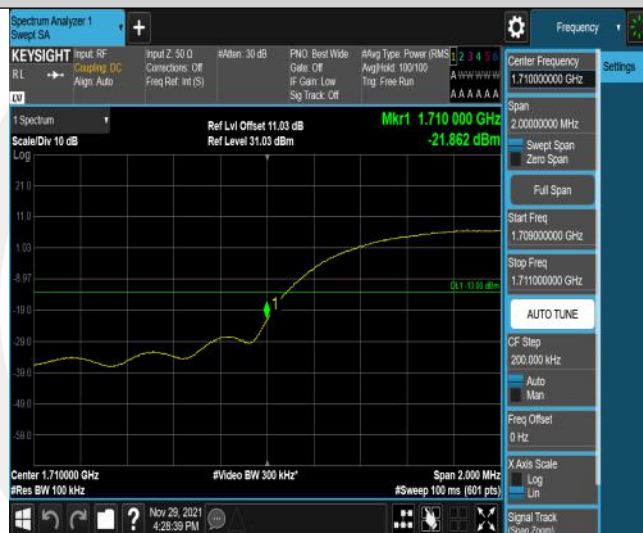 Spectrum Analyzer 1
Swept SA
+
Frequency
KEYSIGHT
RL
Input: RF
Coupling: DC
Align: Auto
Input Z: 50 Ω
Corrections: Off
Freq Ref: Int (S)
#Atten: 30 dB
PNO: Best Wide
Gate: Off
IF Gain: Low
Sig Track: Off
#Avg Type: Power (RMS)
Avg|Hold: 100/100
Trig: Free Run
1 2 3 4 5 6
A W W W W W
A A A A A A
1 Spectrum
Scale/Div 10 dB
Log
Ref Lvl Offset 11.03 dB
Ref Level 31.03 dBm
Mkr1 1.710 000 GHz
-21.862 dBm
21.0
11.0
1.03
-8.97
-19.0
-29.0
-39.0
-49.0
-59.0
DL1 -13.00 dBm
1
Center 1.710000 GHz
#Res BW 100 kHz
#Video BW 300 kHz*
Span 2.000 MHz
#Sweep 100 ms (601 pts)
Nov 29, 2021
4:28:39 PM
?
Center Frequency
1.710000000 GHz
Span
2.00000000 MHz
Swept Span
Zero Span
Full Span
Start Freq
1.709000000 GHz
Stop Freq
1.711000000 GHz
AUTO TUNE
CF Step
200.000 kHz
Auto
Man
Freq Offset
0 Hz
X Axis Scale
Log
Lin
Signal Track
(Span Zoom)
Settings